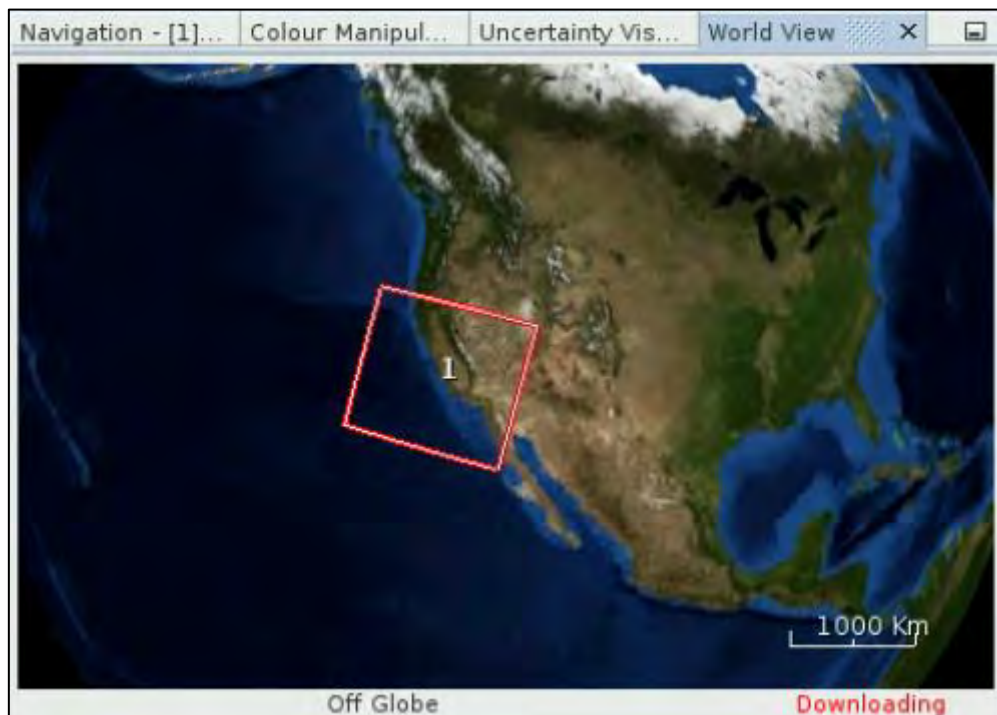 Navigation - [1]... Colour Manipul... Uncertainty Vis... World View
1
1000 Km
Off Globe Downloading